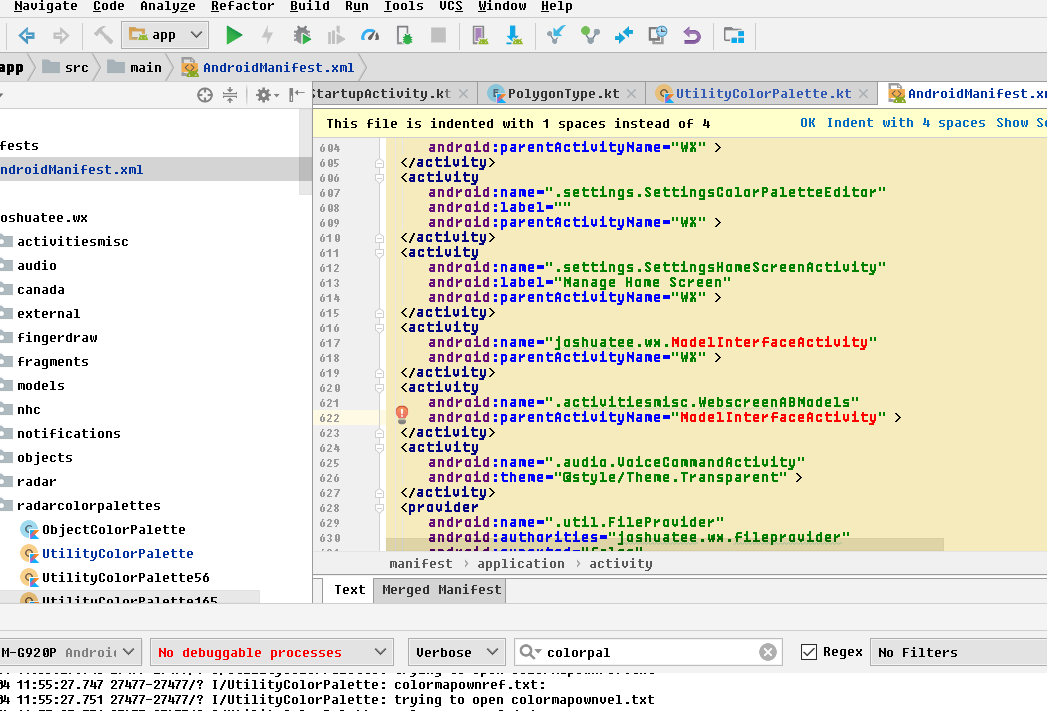 Navigate Code Analyze Refactor Build Run Tools VCS Window Help
app
app src main AndroidManifest.xml
StartupActivity.kt PolygonType.kt UtilityColorPalette.kt AndroidManifest.xm
This file is indented with 1 spaces instead of 4 OK Indent with 4 spaces Show Se
fests
ndroidManifest.xml
oshuatee.wx
activitiesmisc
audio
canada
external
fingerdraw
fragments
models
nhc
notifications
objects
radar
radarcolorpalettes
ObjectColorPalette
UtilityColorPalette
UtilityColorPalette56
UtilityColorPalette165
604 android:parentActivityName="WX" >
605 </activity>
606 <activity
607 android:name=".settings.SettingsColorPaletteEditor"
608 android:label=""
609 android:parentActivityName="WX" >
610 </activity>
611 <activity
612 android:name=".settings.SettingsHomeScreenActivity"
613 android:label="Manage Home Screen"
614 android:parentActivityName="WX" >
615 </activity>
616 <activity
617 android:name="joshuatee.wx.ModelInterfaceActivity"
618 android:parentActivityName="WX" >
619 </activity>
620 <activity
621 android:name=".activitiesmisc.WebscreenABModels"
622 android:parentActivityName="ModelInterfaceActivity" >
623 </activity>
624 <activity
625 android:name=".audio.VoiceCommandActivity"
626 android:theme="@style/Theme.Transparent" >
627 </activity>
628 <provider
629 android:name=".util.FileProvider"
630 android:authorities="joshuatee.wx.fileprovider"
android:exported="false"
manifest › application › activity
Text Merged Manifest
M-G920P Android No debuggable processes Verbose colorpal Regex No Filters
04 11:55:27.747 27477-27477/? I/UtilityColorPalette: colormapownref.txt:
04 11:55:27.751 27477-27477/? I/UtilityColorPalette: trying to open colormapownvel.txt